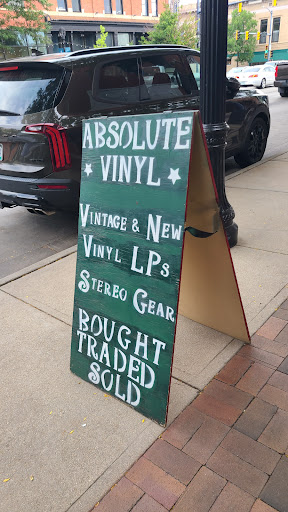 ABSOLUTE
VINYL
VINTAGE & NEW
VINYL LPs
STEREO GEAR
BOUGHT
TRADED
SOLD